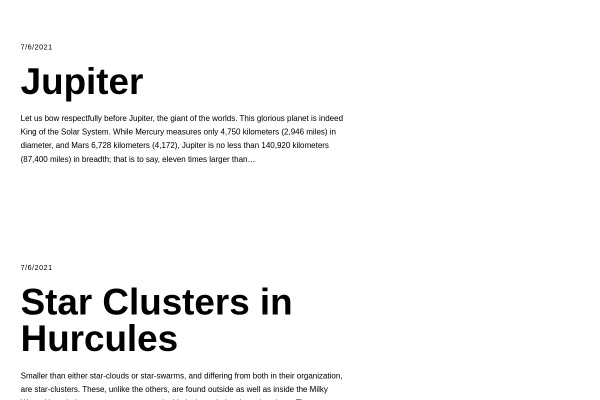 7/6/2021
Jupiter
Let us bow respectfully before Jupiter, the giant of the worlds. This glorious planet is indeed
King of the Solar System. While Mercury measures only 4,750 kilometers (2,946 miles) in
diameter, and Mars 6,728 kilometers (4,172), Jupiter is no less than 140,920 kilometers
(87,400 miles) in breadth; that is to say, eleven times larger than…
7/6/2021
Star Clusters in
Hurcules
Smaller than either star-clouds or star-swarms, and differing from both in their organization,
are star-clusters. These, unlike the others, are found outside as well as inside the Milky